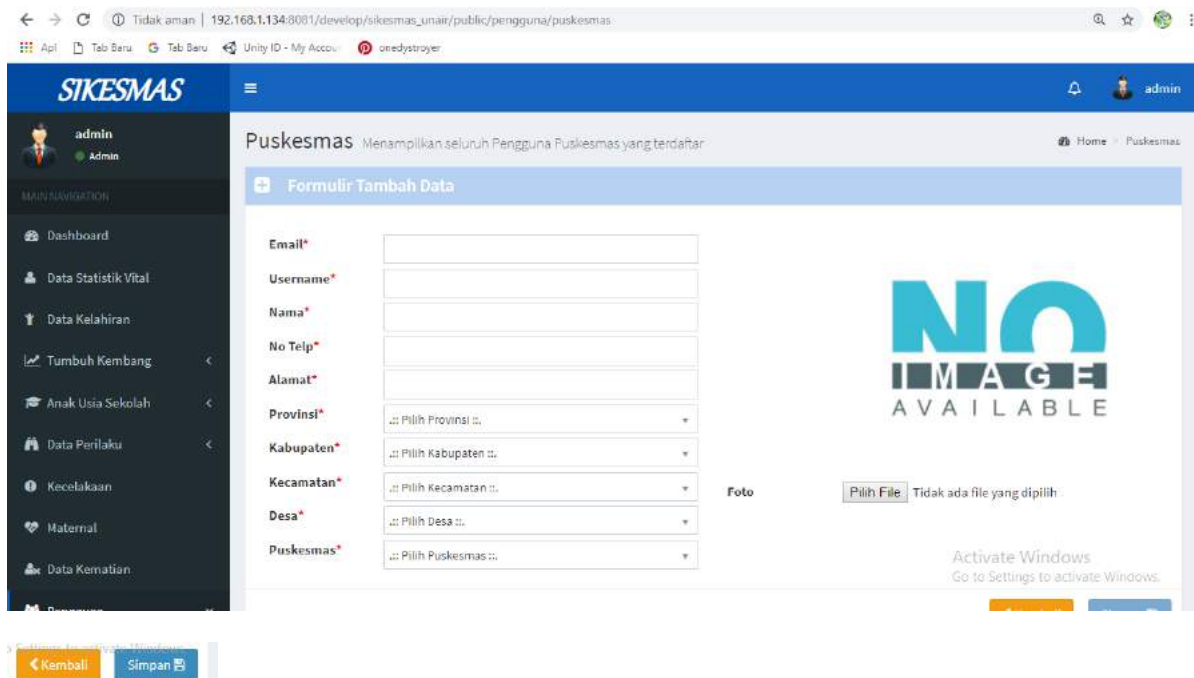 Tidak aman | 192.168.1.134:8081/develop/sikesmas_unair/public/pengguna/puskesmas
Apl Tab Baru Tab Baru Unity ID - My Accou onedystroyer
SIKESMAS
admin
admin
Admin
Puskesmas Menampilkan seluruh Pengguna Puskesmas yang terdaftar
Home > Puskesmas
MAIN NAVIGATION
Formulir Tambah Data
Dashboard
Data Statistik Vital
Data Kelahiran
Tumbuh Kembang
Anak Usia Sekolah
Data Perilaku
Kecelakaan
Maternal
Data Kematian
Pengguna
Email*
Username*
Nama*
No Telp*
Alamat*
Provinsi* .:: Pilih Provinsi ::.
Kabupaten* .:: Pilih Kabupaten ::.
Kecamatan* .:: Pilih Kecamatan ::.
Desa* .:: Pilih Desa ::.
Puskesmas* .:: Pilih Puskesmas ::.
NO
IMAGE
AVAILABLE
Foto Pilih File Tidak ada file yang dipilih
Activate Windows
Go to Settings to activate Windows.
Kembali Simpan